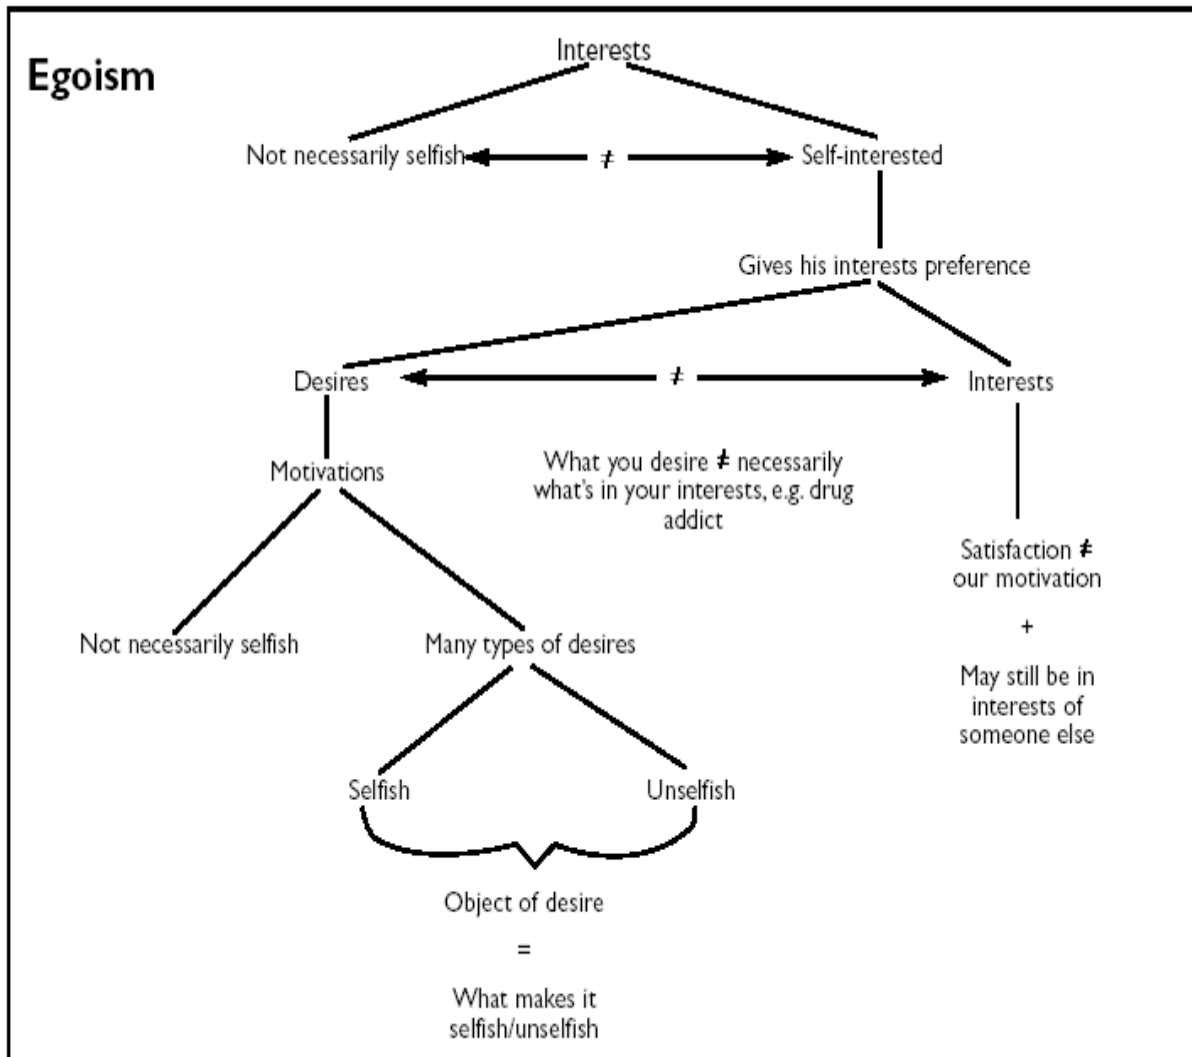 Interests
Egoism
Not necessarily selfish ≠ Self-interested
Gives his interests preference
Desires ≠ Interests
What you desire ≠ necessarily
what's in your interests, e.g. drug
addict
Motivations
Satisfaction ≠
our motivation
+
May still be in
interests of
someone else
Not necessarily selfish
Many types of desires
Selfish
Unselfish
Object of desire
=
What makes it
selfish/unselfish